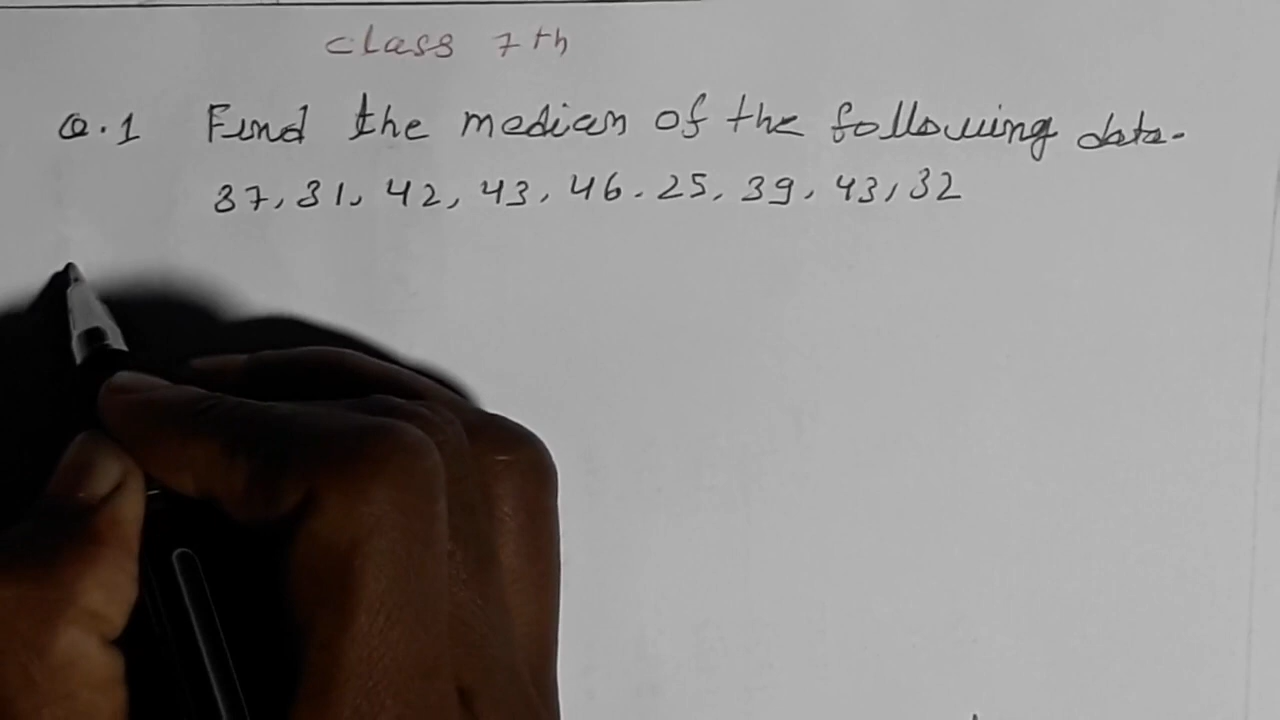 class 7th
Q.1 Find the median of the following data.
37, 31, 42, 43, 46. 25, 39, 43, 32